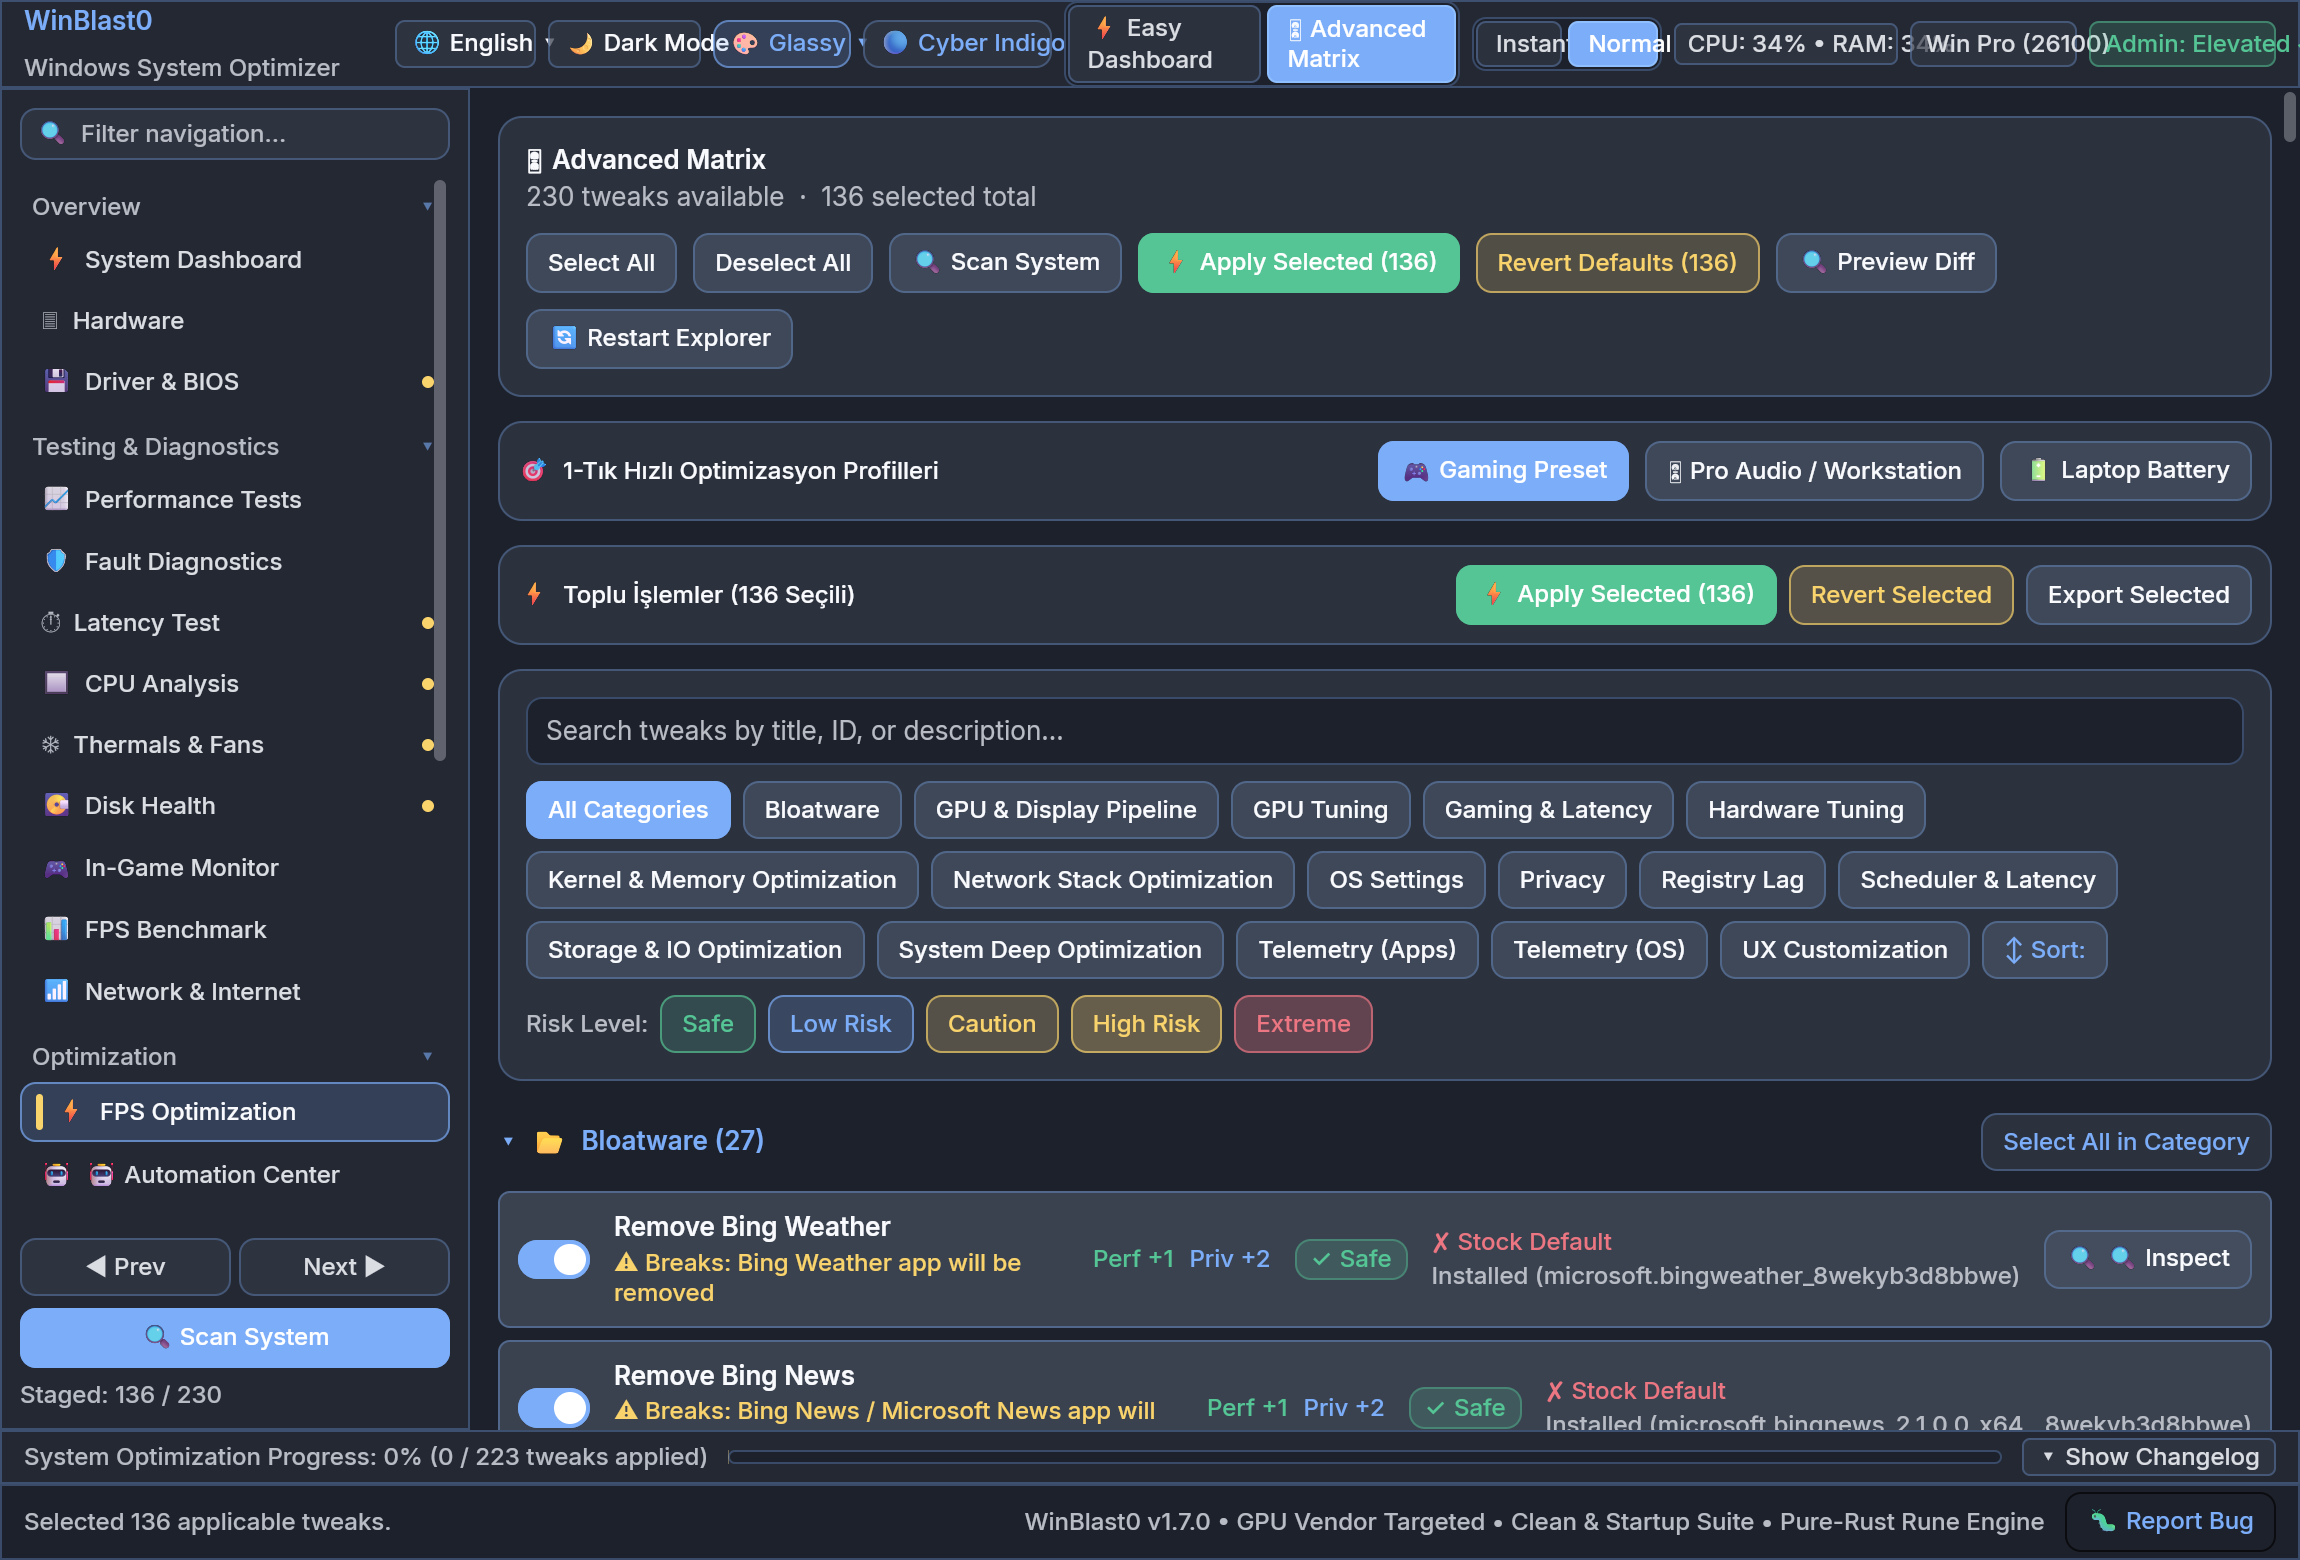 WinBlast0
Windows System Optimizer
English
Dark Mode
Glassy
Cyber Indigo
Easy
Dashboard
Advanced
Matrix
Instant
Normal
CPU: 34% • RAM: 34
Win Pro (26100)
Admin: Elevated
Filter navigation...
Overview
System Dashboard
Hardware
Driver & BIOS
Testing & Diagnostics
Performance Tests
Fault Diagnostics
Latency Test
CPU Analysis
Thermals & Fans
Disk Health
In-Game Monitor
FPS Benchmark
Network & Internet
Optimization
FPS Optimization
Automation Center
◀ Prev
Next ▶
Scan System
Staged: 136 / 230
Advanced Matrix
230 tweaks available · 136 selected total
Select All
Deselect All
Scan System
Apply Selected (136)
Revert Defaults (136)
Preview Diff
Restart Explorer
1-Tık Hızlı Optimizasyon Profilleri
Gaming Preset
Pro Audio / Workstation
Laptop Battery
Toplu İşlemler (136 Seçili)
Apply Selected (136)
Revert Selected
Export Selected
Search tweaks by title, ID, or description...
All Categories
Bloatware
GPU & Display Pipeline
GPU Tuning
Gaming & Latency
Hardware Tuning
Kernel & Memory Optimization
Network Stack Optimization
OS Settings
Privacy
Registry Lag
Scheduler & Latency
Storage & IO Optimization
System Deep Optimization
Telemetry (Apps)
Telemetry (OS)
UX Customization
↕ Sort:
Risk Level:
Safe
Low Risk
Caution
High Risk
Extreme
Bloatware (27)
Select All in Category
Remove Bing Weather
⚠ Breaks: Bing Weather app will be
removed
Perf +1 Priv +2
✓ Safe
✗ Stock Default
Installed (microsoft.bingweather_8wekyb3d8bbwe)
Inspect
Remove Bing News
⚠ Breaks: Bing News / Microsoft News app will
Perf +1 Priv +2
✓ Safe
✗ Stock Default
Installed (microsoft.bingnews_2.1.0.0_x64__8wekyb3d8bbwe)
System Optimization Progress: 0% (0 / 223 tweaks applied)
▼ Show Changelog
Selected 136 applicable tweaks.
WinBlast0 v1.7.0 • GPU Vendor Targeted • Clean & Startup Suite • Pure-Rust Rune Engine
Report Bug